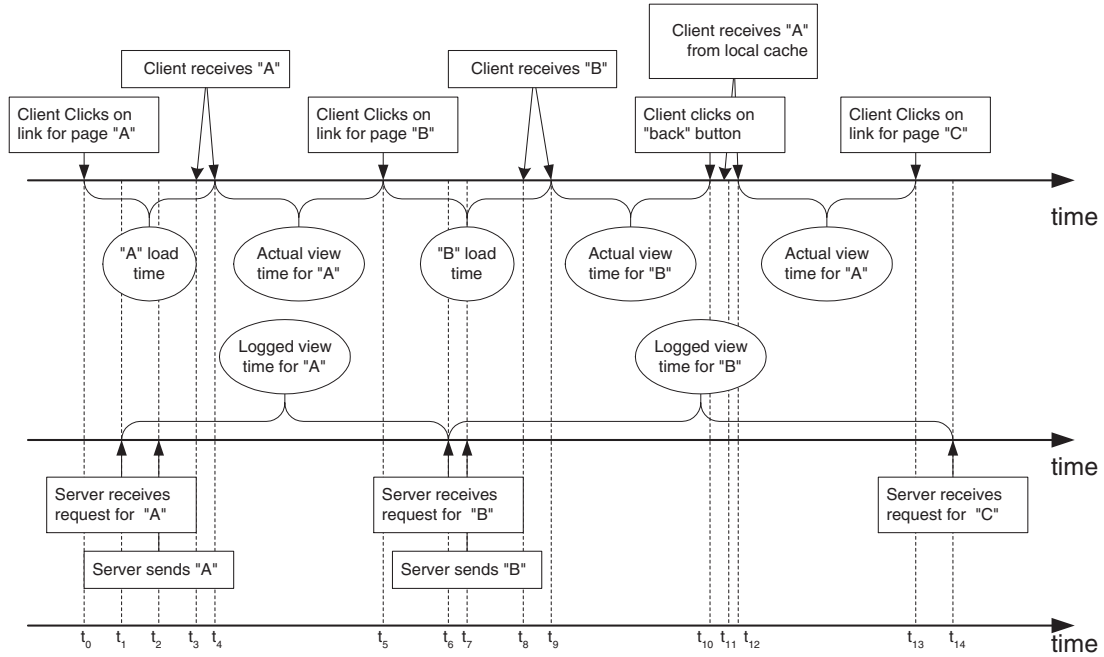 Client receives "A"
from local cache
Client receives "A"
Client receives "B"
Client Clicks on
link for page "A"
Client Clicks on
link for page "B"
Client clicks on
"back" button
Client Clicks on
link for page "C"
time
"A" load
time
Actual view
time for "A"
"B" load
time
Actual view
time for "B"
Actual view
time for "A"
Logged view
time for "A"
Logged view
time for "B"
time
Server receives
request for "A"
Server receives
request for "B"
Server receives
request for "C"
Server sends "A"
Server sends "B"
t0 t1 t2 t3 t4 t5 t6 t7 t8 t9 t10 t11 t12 t13 t14
time